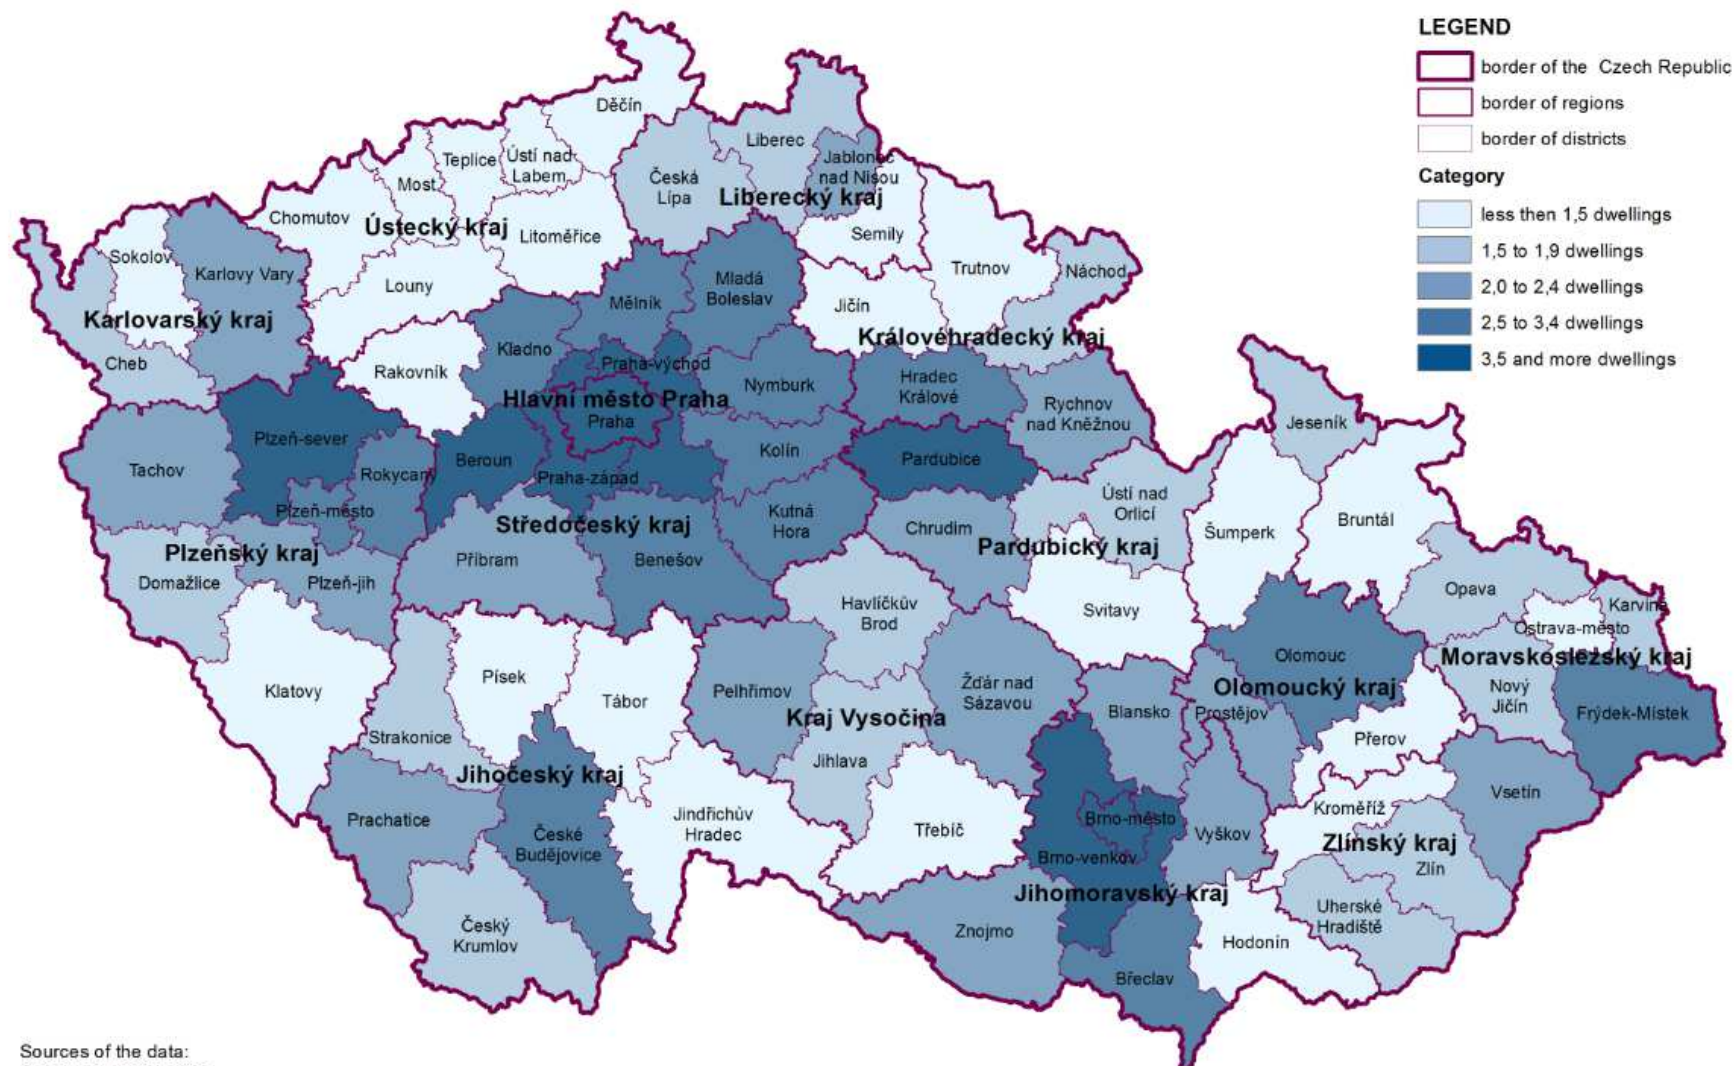 LEGEND
border of the Czech Republic
border of regions
border of districts
Category
less then 1,5 dwellings
1,5 to 1,9 dwellings
2,0 to 2,4 dwellings
2,5 to 3,4 dwellings
3,5 and more dwellings
Děčín
Liberec
Teplice
Ústí nad
Labem
Jablonec
nad Nisou
Most
Česká
Lípa
Liberecký kraj
Chomutov
Ústecký kraj
Litoměřice
Semily
Sokolov
Karlovy Vary
Louny
Trutnov
Náchod
Mladá
Boleslav
Mělník
Jičín
Karlovarský kraj
Královéhradecký kraj
Cheb
Rakovník
Kladno
Praha-východ
Nymburk
Hradec
Králové
Hlavní město Praha
Praha
Rychnov
nad Kněžnou
Jeseník
Plzeň-sever
Tachov
Rokycany
Beroun
Praha-západ
Kolín
Pardubice
Plzeň-město
Středočeský kraj
Kutná
Hora
Chrudim
Ústí nad
Orlicí
Šumperk
Bruntál
Plzeňský kraj
Pardubický kraj
Domažlice
Plzeň-jih
Příbram
Benešov
Havlíčkův
Brod
Svitavy
Opava
Karviná
Ostrava-město
Olomouc
Moravskoslezský kraj
Klatovy
Písek
Tábor
Pelhřimov
Žďár nad
Sázavou
Kraj Vysočina
Blansko
Olomoucký kraj
Prostějov
Nový
Jičín
Frýdek-Místek
Strakonice
Přerov
Jihočeský kraj
Jihlava
Vsetín
Prachatice
České
Budějovice
Jindřichův
Hradec
Třebíč
Brno-město
Vyškov
Kroměříž
Zlínský kraj
Brno-venkov
Zlín
Jihomoravský kraj
Český
Krumlov
Znojmo
Uherské
Hradiště
Hodonín
Břeclav
Sources of the data: